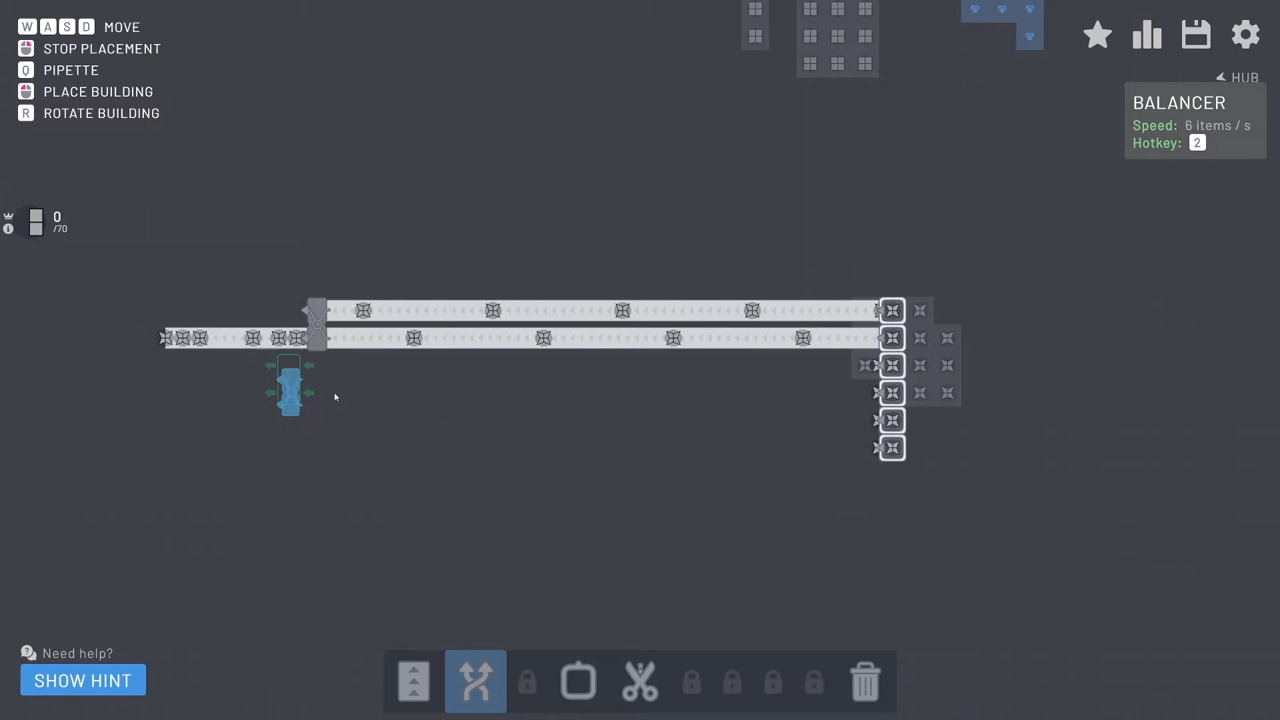 W A S D MOVE
STOP PLACEMENT
Q PIPETTE
PLACE BUILDING
R ROTATE BUILDING
HUB
BALANCER
Speed: 6 items / s
Hotkey: 2
0
/70
Need help?
SHOW HINT